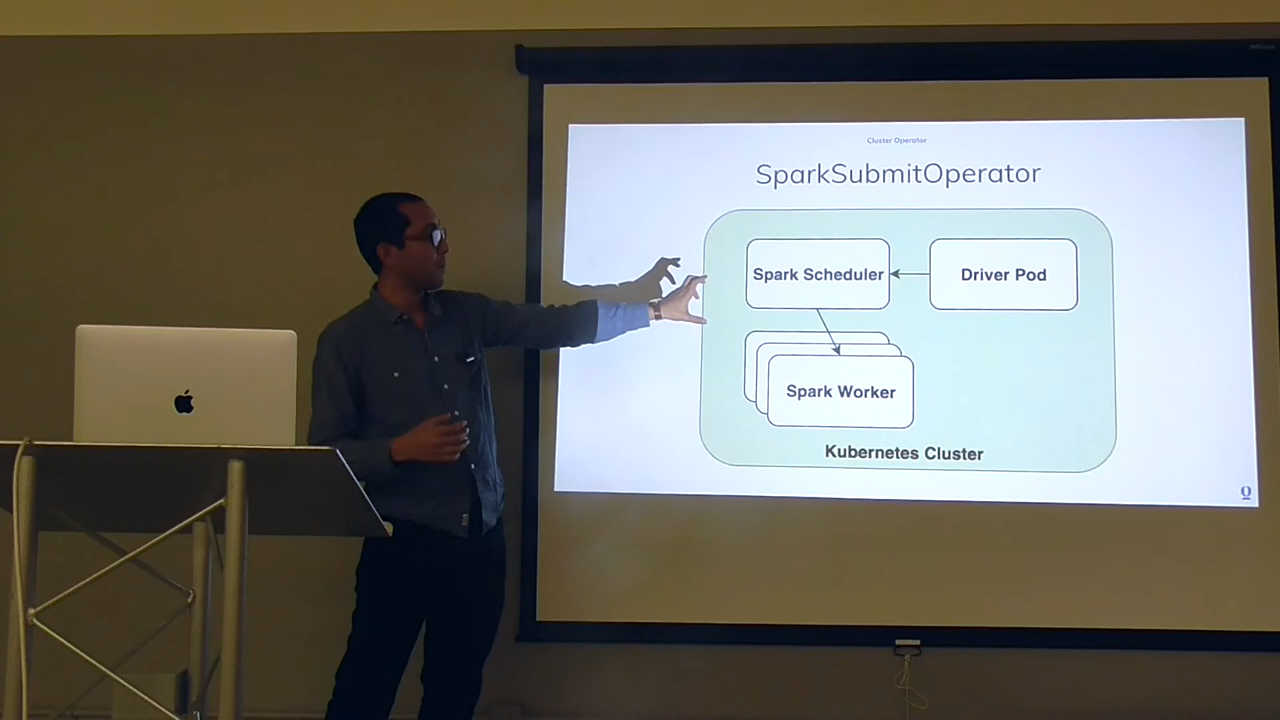 Cluster Operator
SparkSubmitOperator
Spark Scheduler
Driver Pod
Spark Worker
Kubernetes Cluster